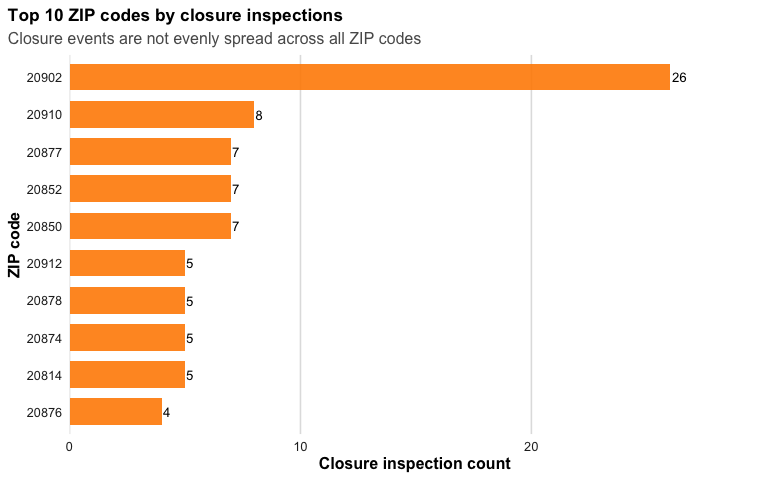 Top 10 ZIP codes by closure inspections
Closure events are not evenly spread across all ZIP codes
ZIP code
20902 26
20910 8
20877 7
20852 7
20850 7
20912 5
20878 5
20874 5
20814 5
20876 4
0 10 20
Closure inspection count